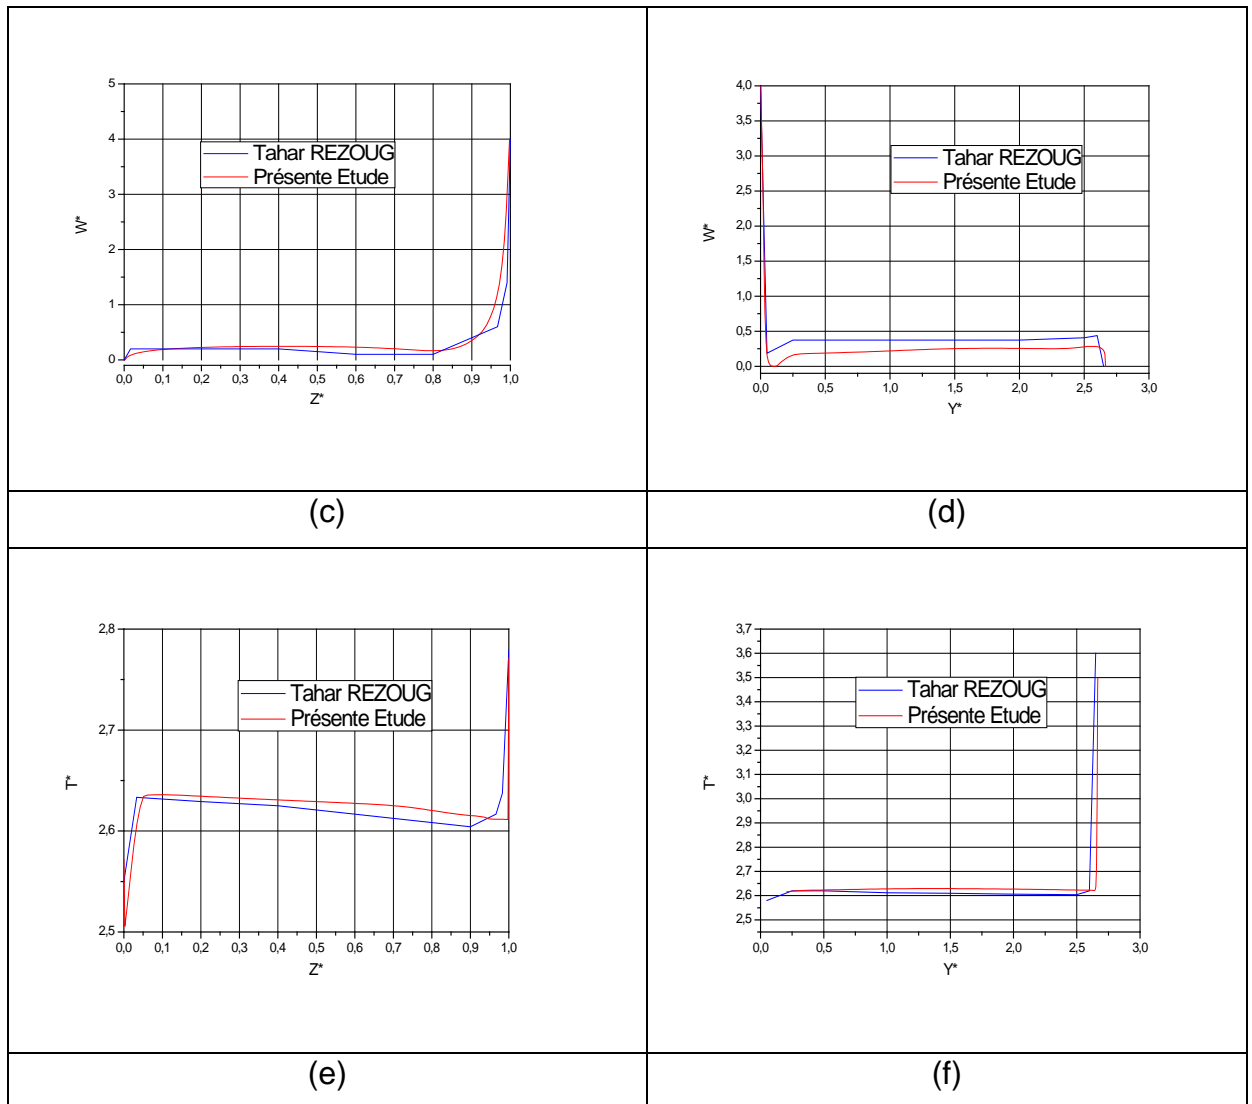 5
4
3
2
1
0
W*
Tahar REZOUG
Présente Etude
0,0 0,1 0,2 0,3 0,4 0,5 0,6 0,7 0,8 0,9 1,0
Z*
4,0
3,5
3,0
2,5
2,0
1,5
1,0
0,5
0,0
W*
Tahar REZOUG
Présente Etude
0,0 0,5 1,0 1,5 2,0 2,5 3,0
Y*
(c)
(d)
2,8
2,7
2,6
2,5
T*
Tahar REZOUG
Présente Etude
0,0 0,1 0,2 0,3 0,4 0,5 0,6 0,7 0,8 0,9 1,0
Z*
3,7
3,6
3,5
3,4
3,3
3,2
3,1
3,0
2,9
2,8
2,7
2,6
2,5
T*
Tahar REZOUG
Présente Etude
0,0 0,5 1,0 1,5 2,0 2,5 3,0
Y*
(e)
(f)